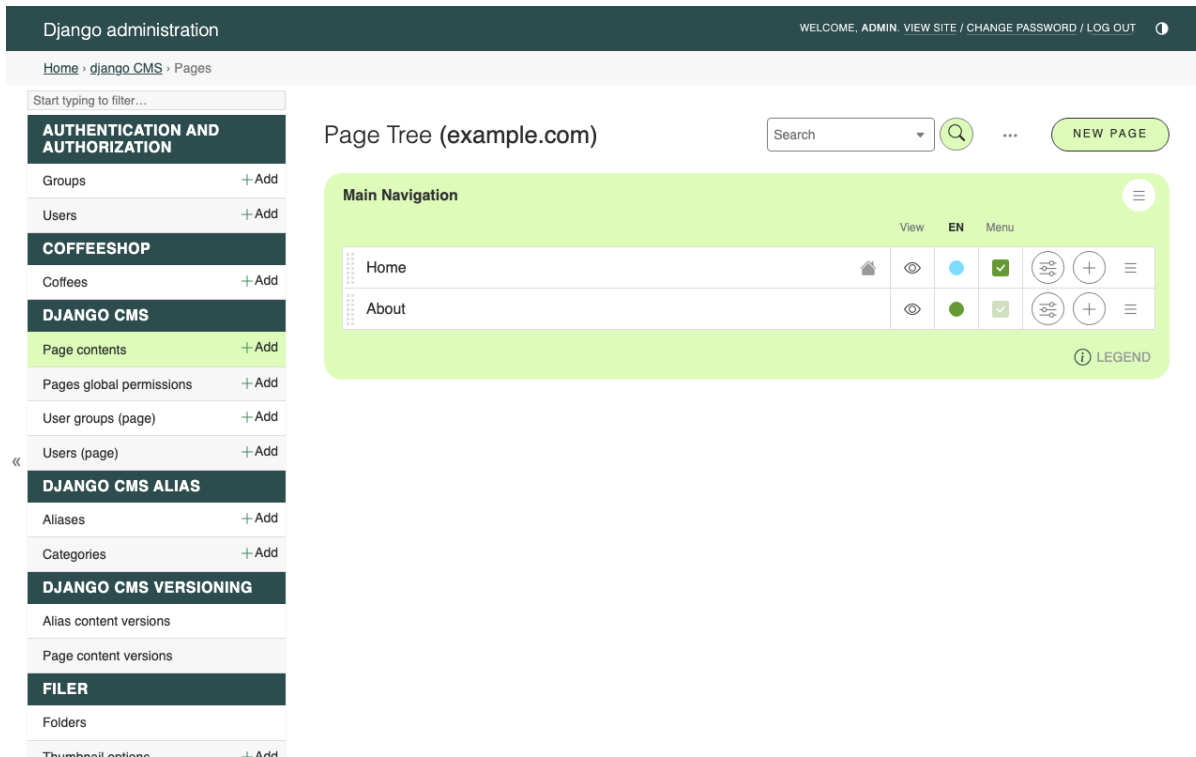 Django administration
WELCOME, ADMIN. VIEW SITE / CHANGE PASSWORD / LOG OUT
Home › django CMS › Pages
Start typing to filter…
AUTHENTICATION AND
AUTHORIZATION
Groups +Add
Users +Add
COFFEESHOP
Coffees +Add
DJANGO CMS
Page contents +Add
Pages global permissions +Add
User groups (page) +Add
Users (page) +Add
«
DJANGO CMS ALIAS
Aliases +Add
Categories +Add
DJANGO CMS VERSIONING
Alias content versions
Page content versions
FILER
Folders
Thumbnail options +Add
Page Tree (example.com)
Search
NEW PAGE
Main Navigation
View EN Menu
Home
About
LEGEND